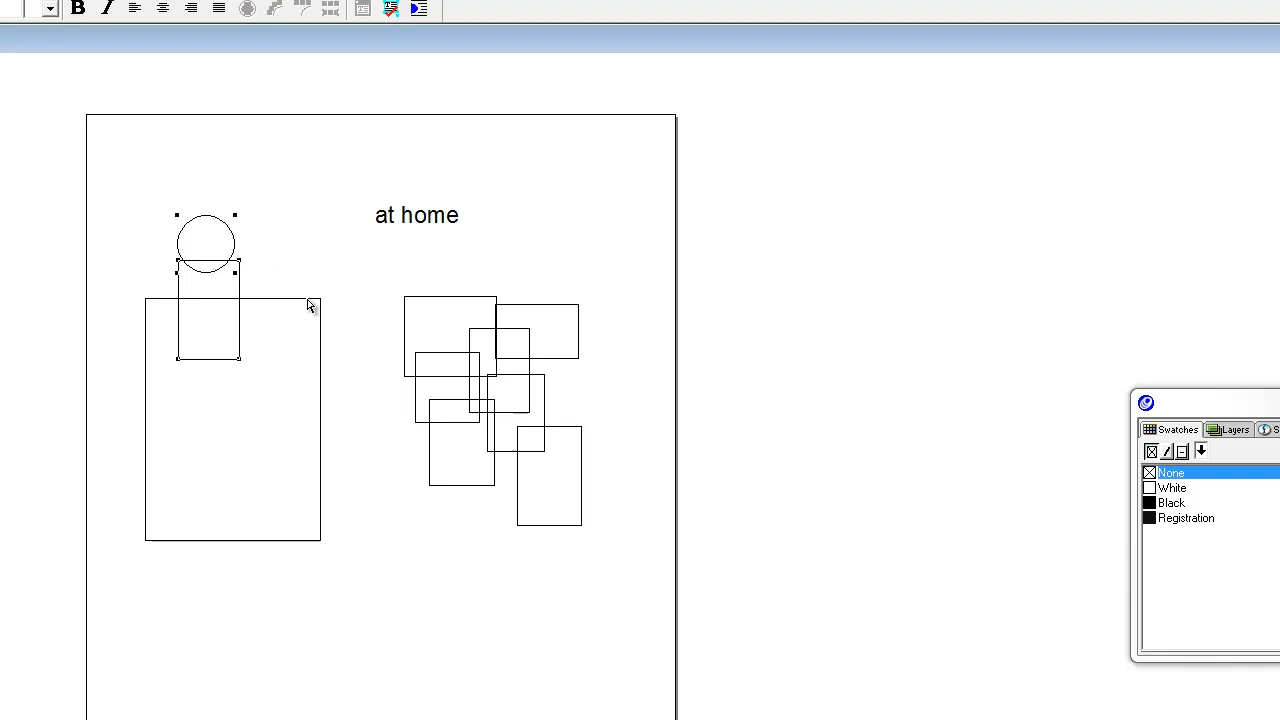 B I
at home
Swatches Layers S
None
White
Black
Registration